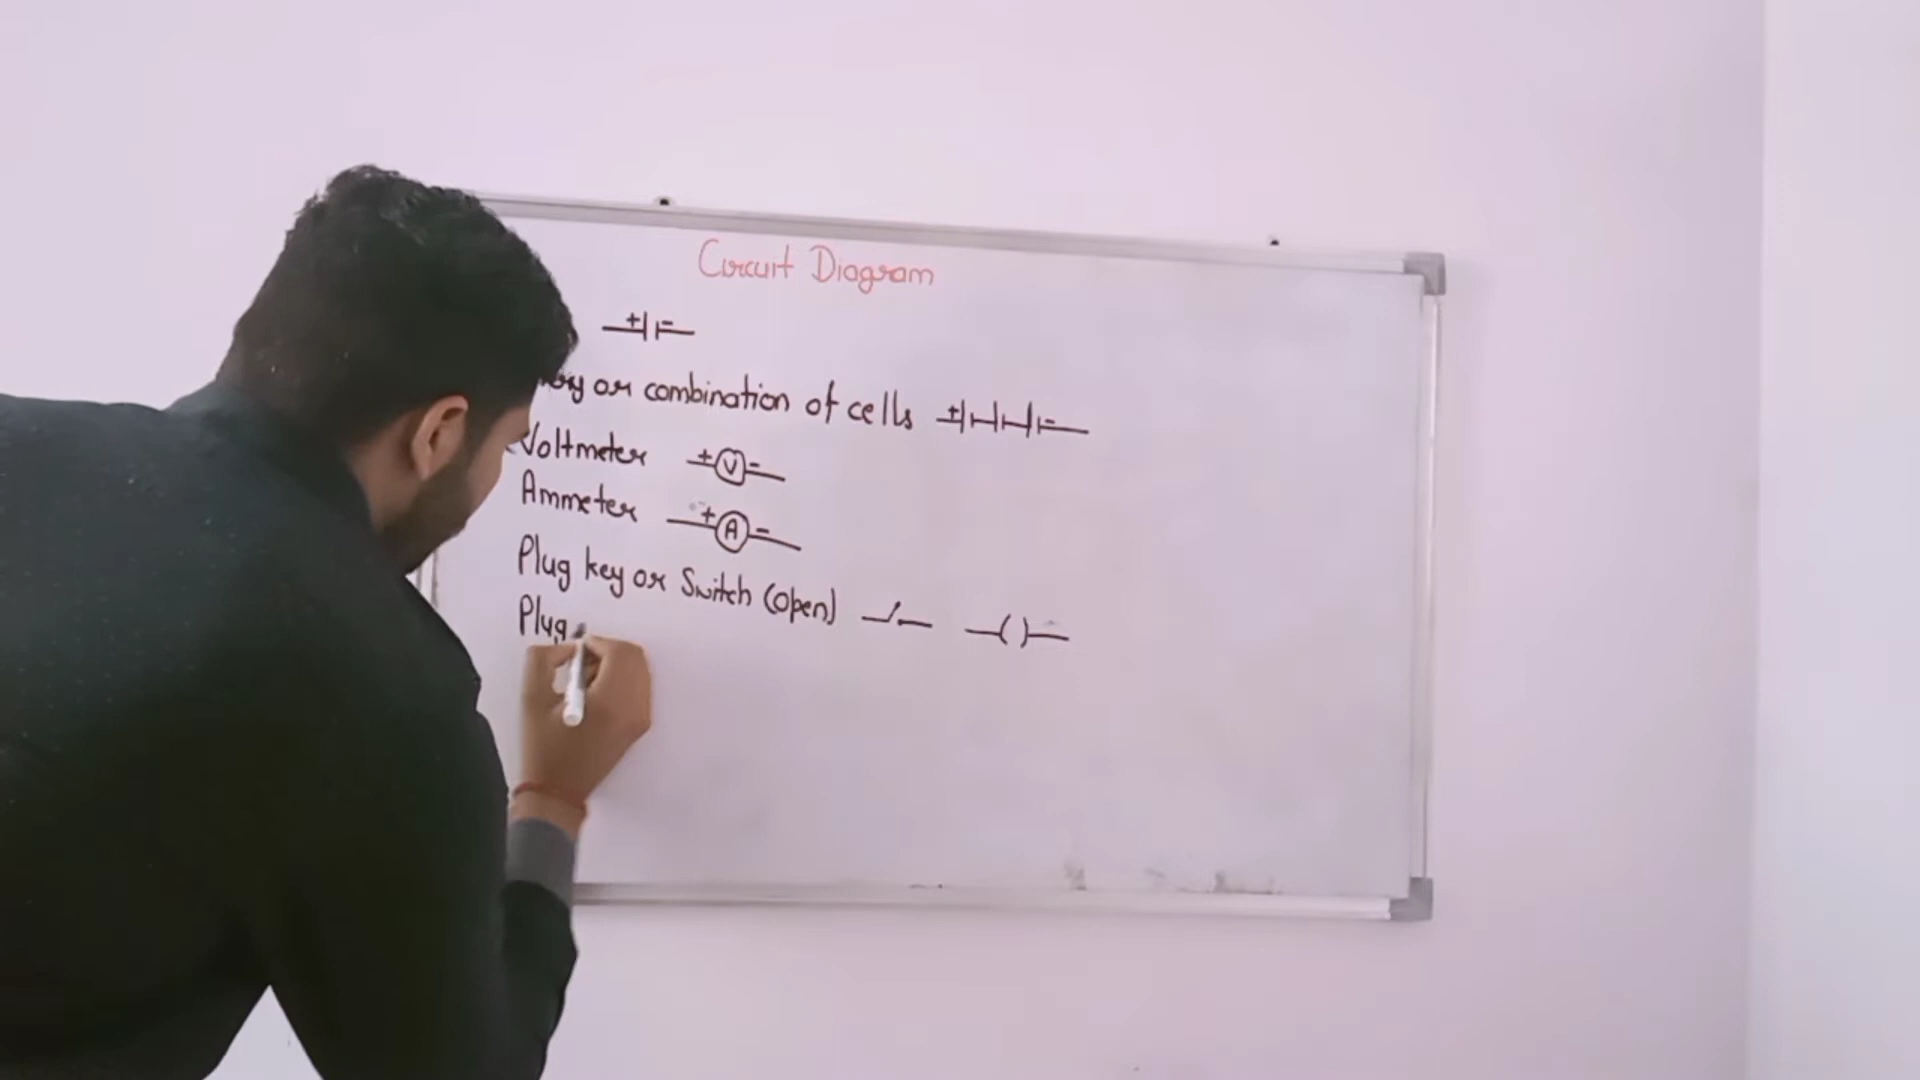 Circuit Diagram
+ -
or combination of cells + -
Voltmeter + V -
Ammeter + A -
Plug key or Switch (open)
Plug